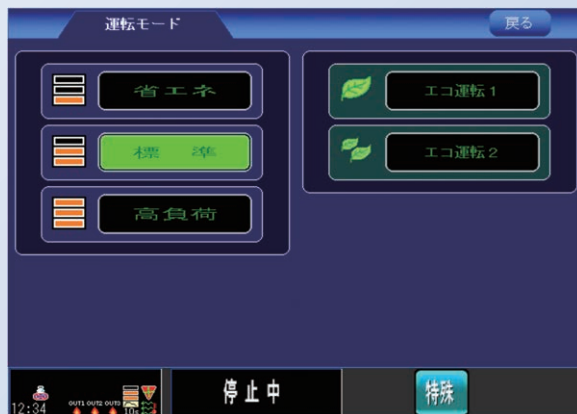 運転モード
戻る
省エネ
標準
高負荷
エコ運転1
エコ運転2
12:34
OUT1 OUT2 OUT3
10s
停止中
特殊